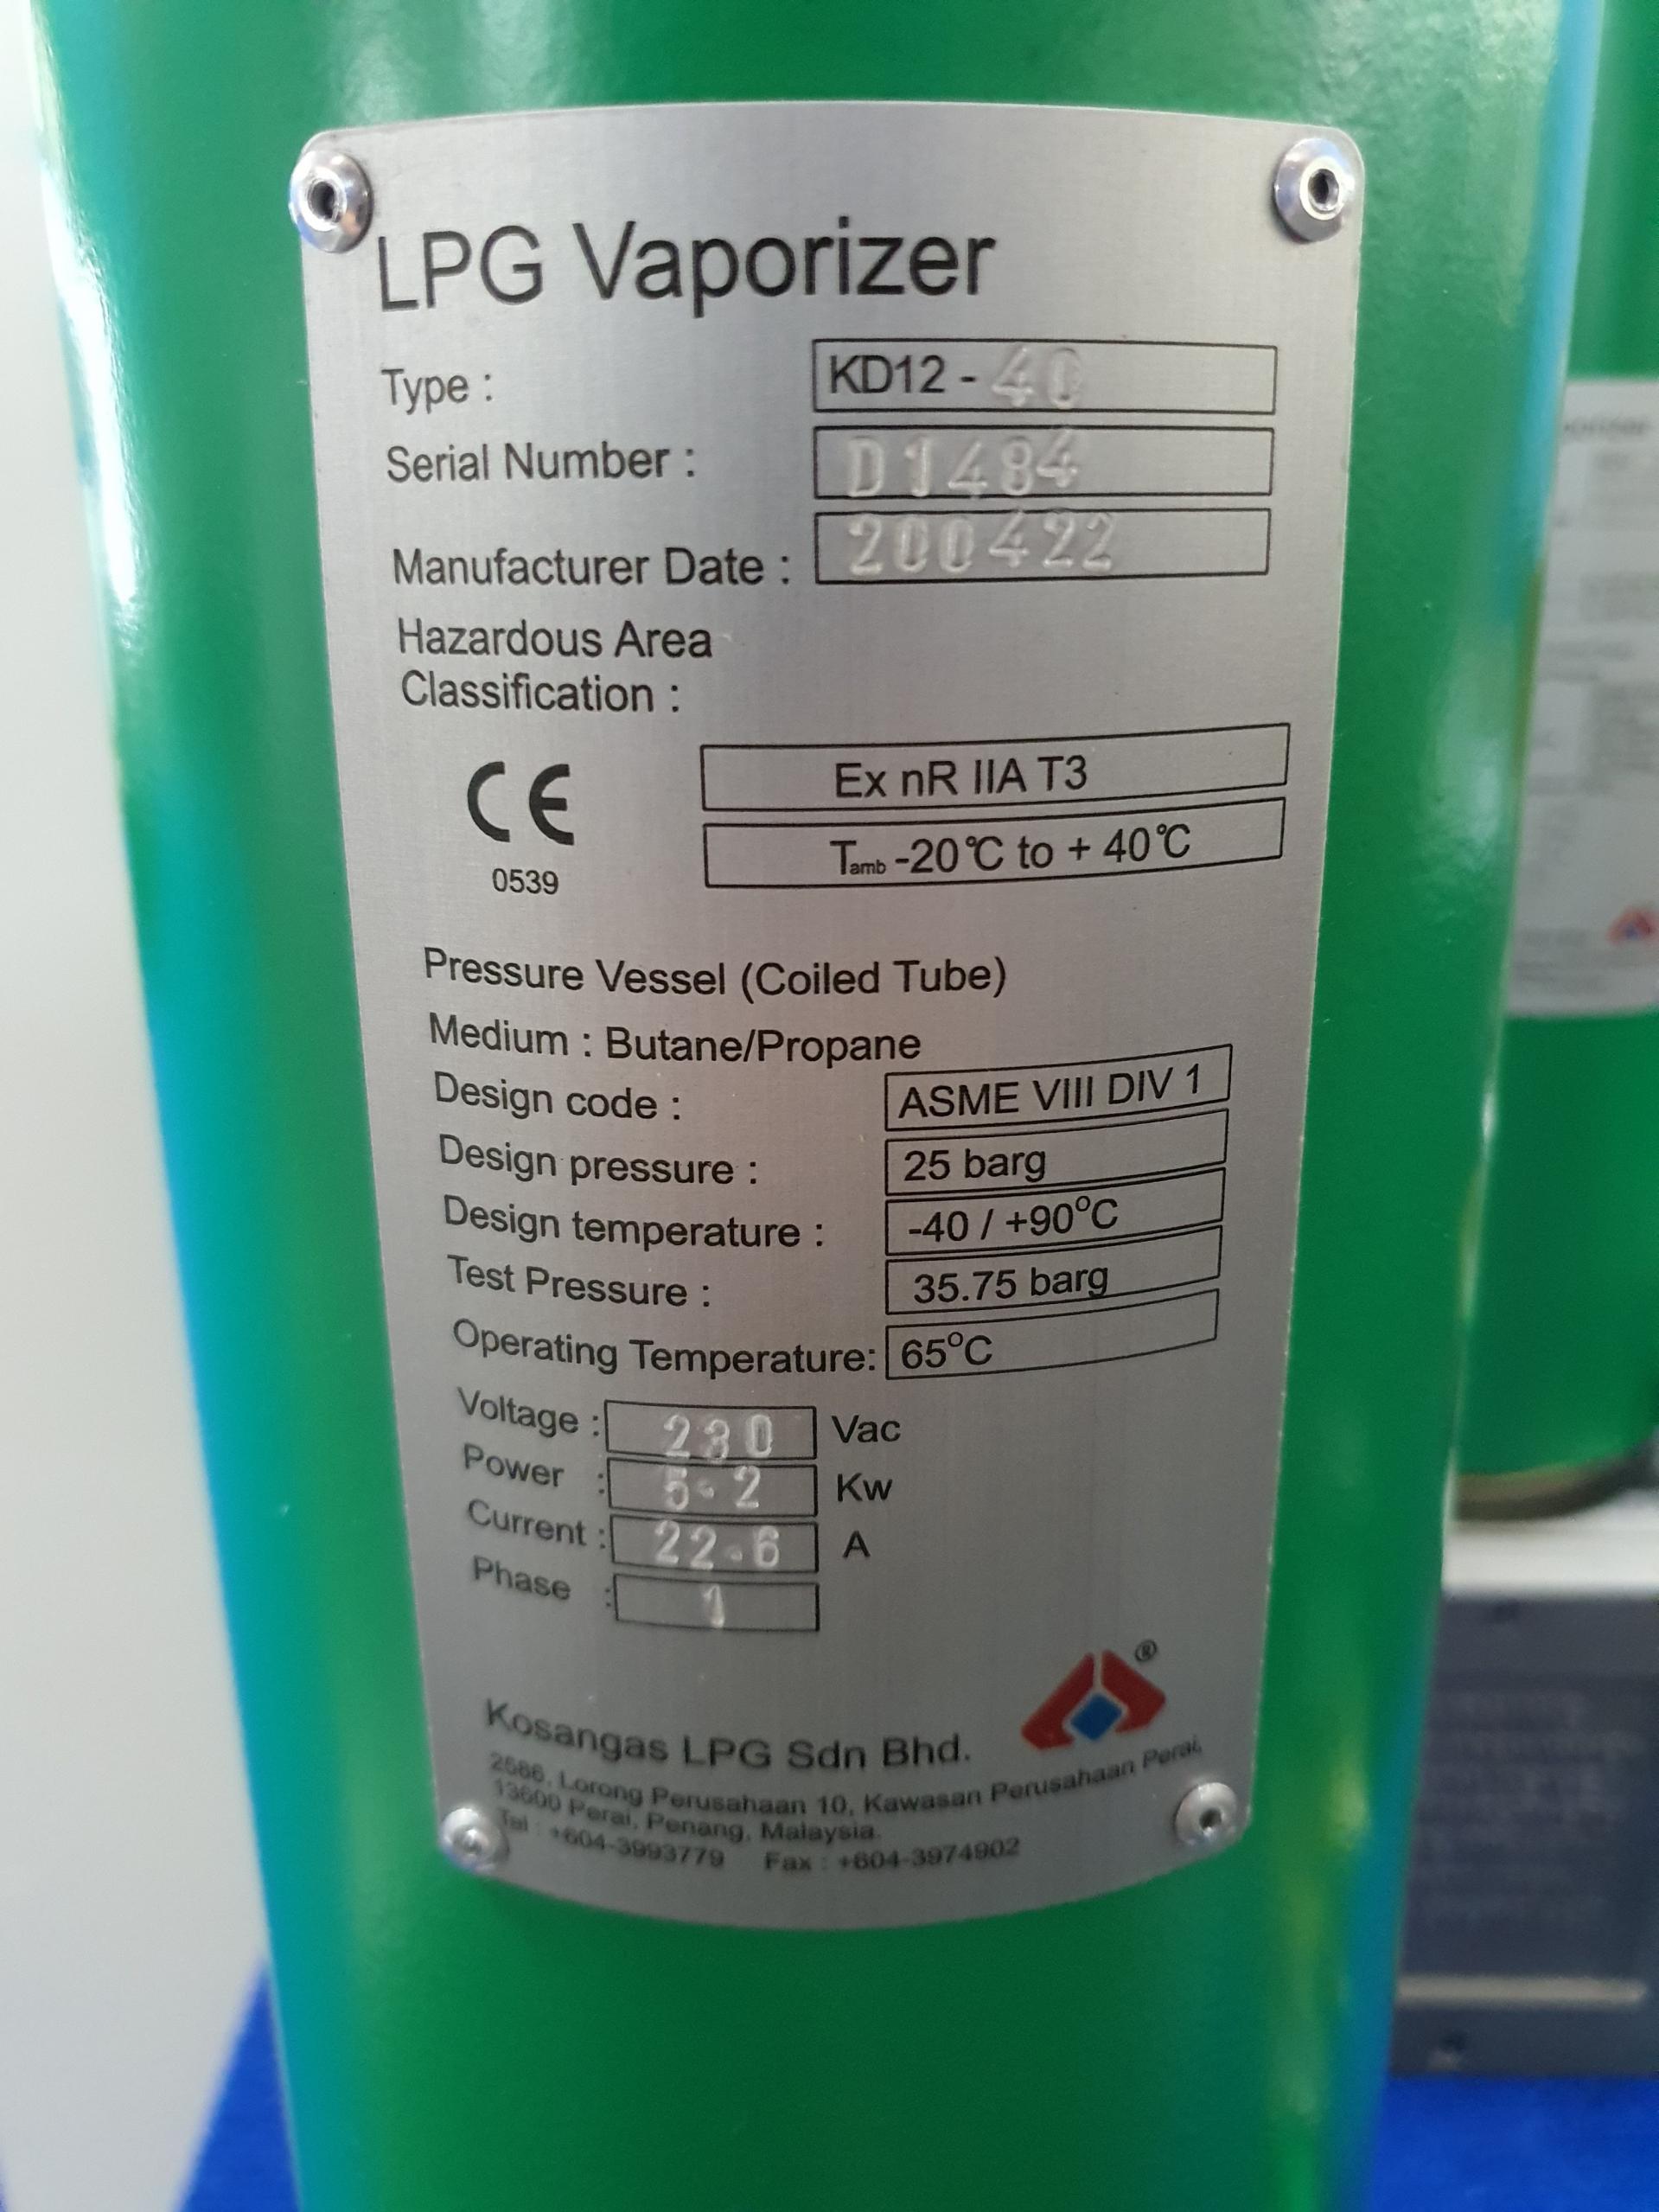 LPG Vaporizer
Type : KD12 - 40
Serial Number : D1484
Manufacturer Date : 200422
Hazardous Area
Classification :
CE
0539
Ex nR IIA T3
Tamb -20°C to + 40°C
Pressure Vessel (Coiled Tube)
Medium : Butane/Propane
Design code : ASME VIII DIV 1
Design pressure : 25 barg
Design temperature : -40 / +90°C
Test Pressure : 35.75 barg
Operating Temperature: 65°C
Voltage : 230 Vac
Power : 5.2 Kw
Current : 22.6 A
Phase : 1
®
Kosangas LPG Sdn Bhd.
2586, Lorong Perusahaan 10, Kawasan Perusahaan Perai,
13600 Perai, Penang, Malaysia.
Tel : +604-3993779 Fax : +604-3974902